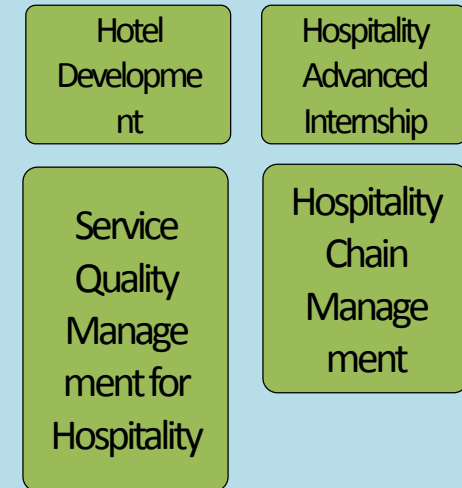 Hotel
Developme
nt
Hospitality
Advanced
Internship
Service
Quality
Manage
ment for
Hospitality
Hospitality
Chain
Manage
ment